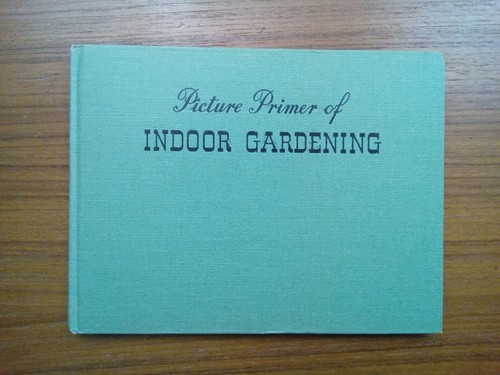 Picture Primer of
INDOOR GARDENING